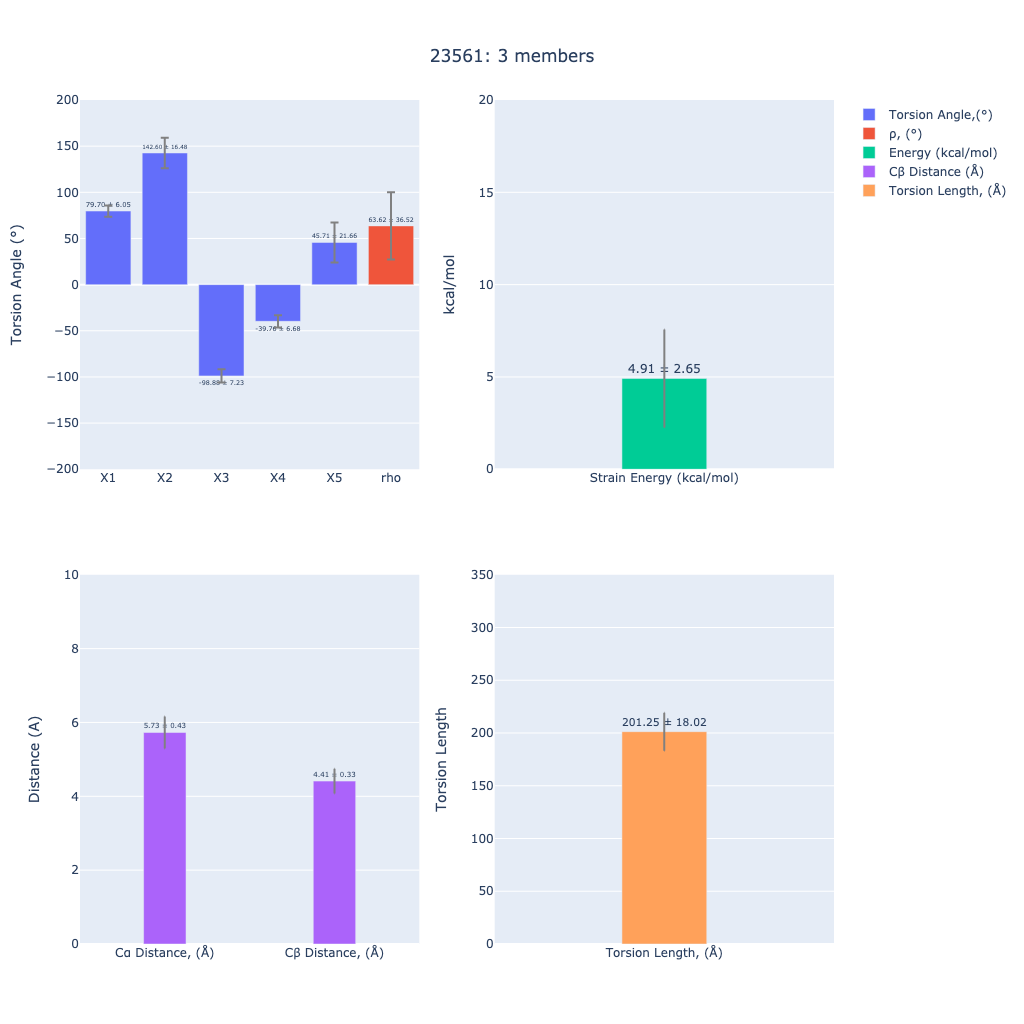 23561: 3 members
Torsion Angle (°)
200
150
100
50
0
−50
−100
−150
−200
79.70 ± 6.05
142.60 ± 16.48
-98.88 ± 7.23
-39.76 ± 6.68
45.71 ± 21.66
63.62 ± 36.52
X1 X2 X3 X4 X5 rho
kcal/mol
20
15
10
5
0
4.91 ± 2.65
Strain Energy (kcal/mol)
Torsion Angle,(°)
ρ, (°)
Energy (kcal/mol)
Cβ Distance (Å)
Torsion Length, (Å)
Distance (A)
10
8
6
4
2
0
5.73 ± 0.43
4.41 ± 0.33
Cα Distance, (Å) Cβ Distance, (Å)
Torsion Length
350
300
250
200
150
100
50
0
201.25 ± 18.02
Torsion Length, (Å)